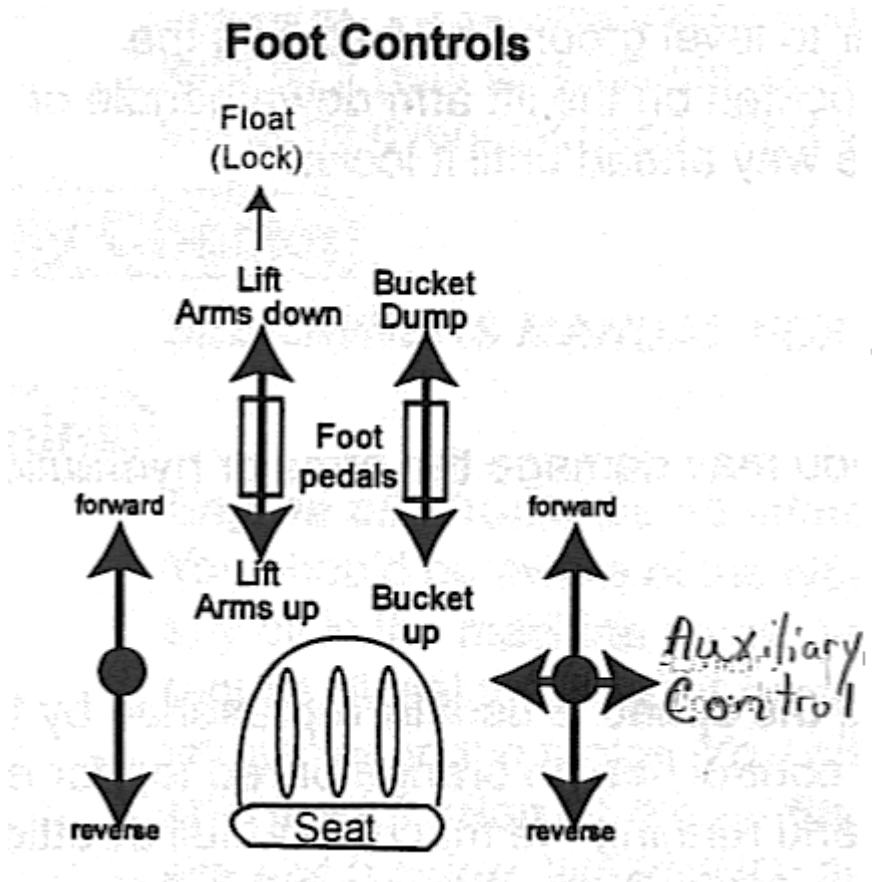 Foot Controls
Float
(Lock)
Lift
Arms down
Bucket
Dump
Foot
pedals
forward
forward
Lift
Arms up
Bucket
up
Auxiliary
Control
reverse
Seat
reverse